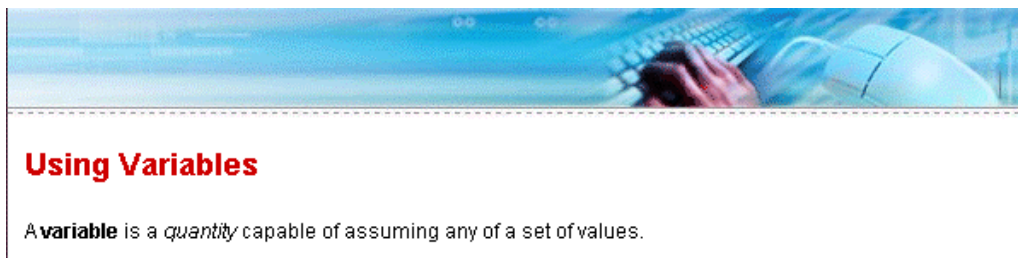 Using Variables
A variable is a quantity capable of assuming any of a set of values.